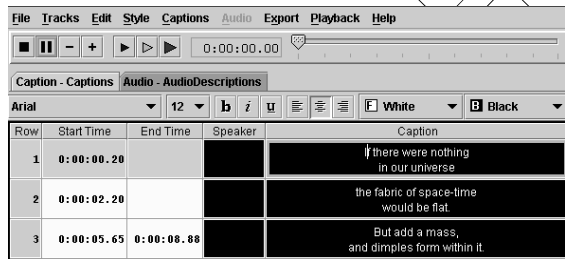 File Tracks Edit Style Captions Audio Export Playback Help
0:00:00.00
Caption - Captions Audio - AudioDescriptions
Arial 12 b i u F White B Black
Row Start Time End Time Speaker Caption
1 0:00:00.20 If there were nothing
in our universe
2 0:00:02.20 the fabric of space-time
would be flat.
3 0:00:05.65 0:00:08.88 But add a mass,
and dimples form within it.